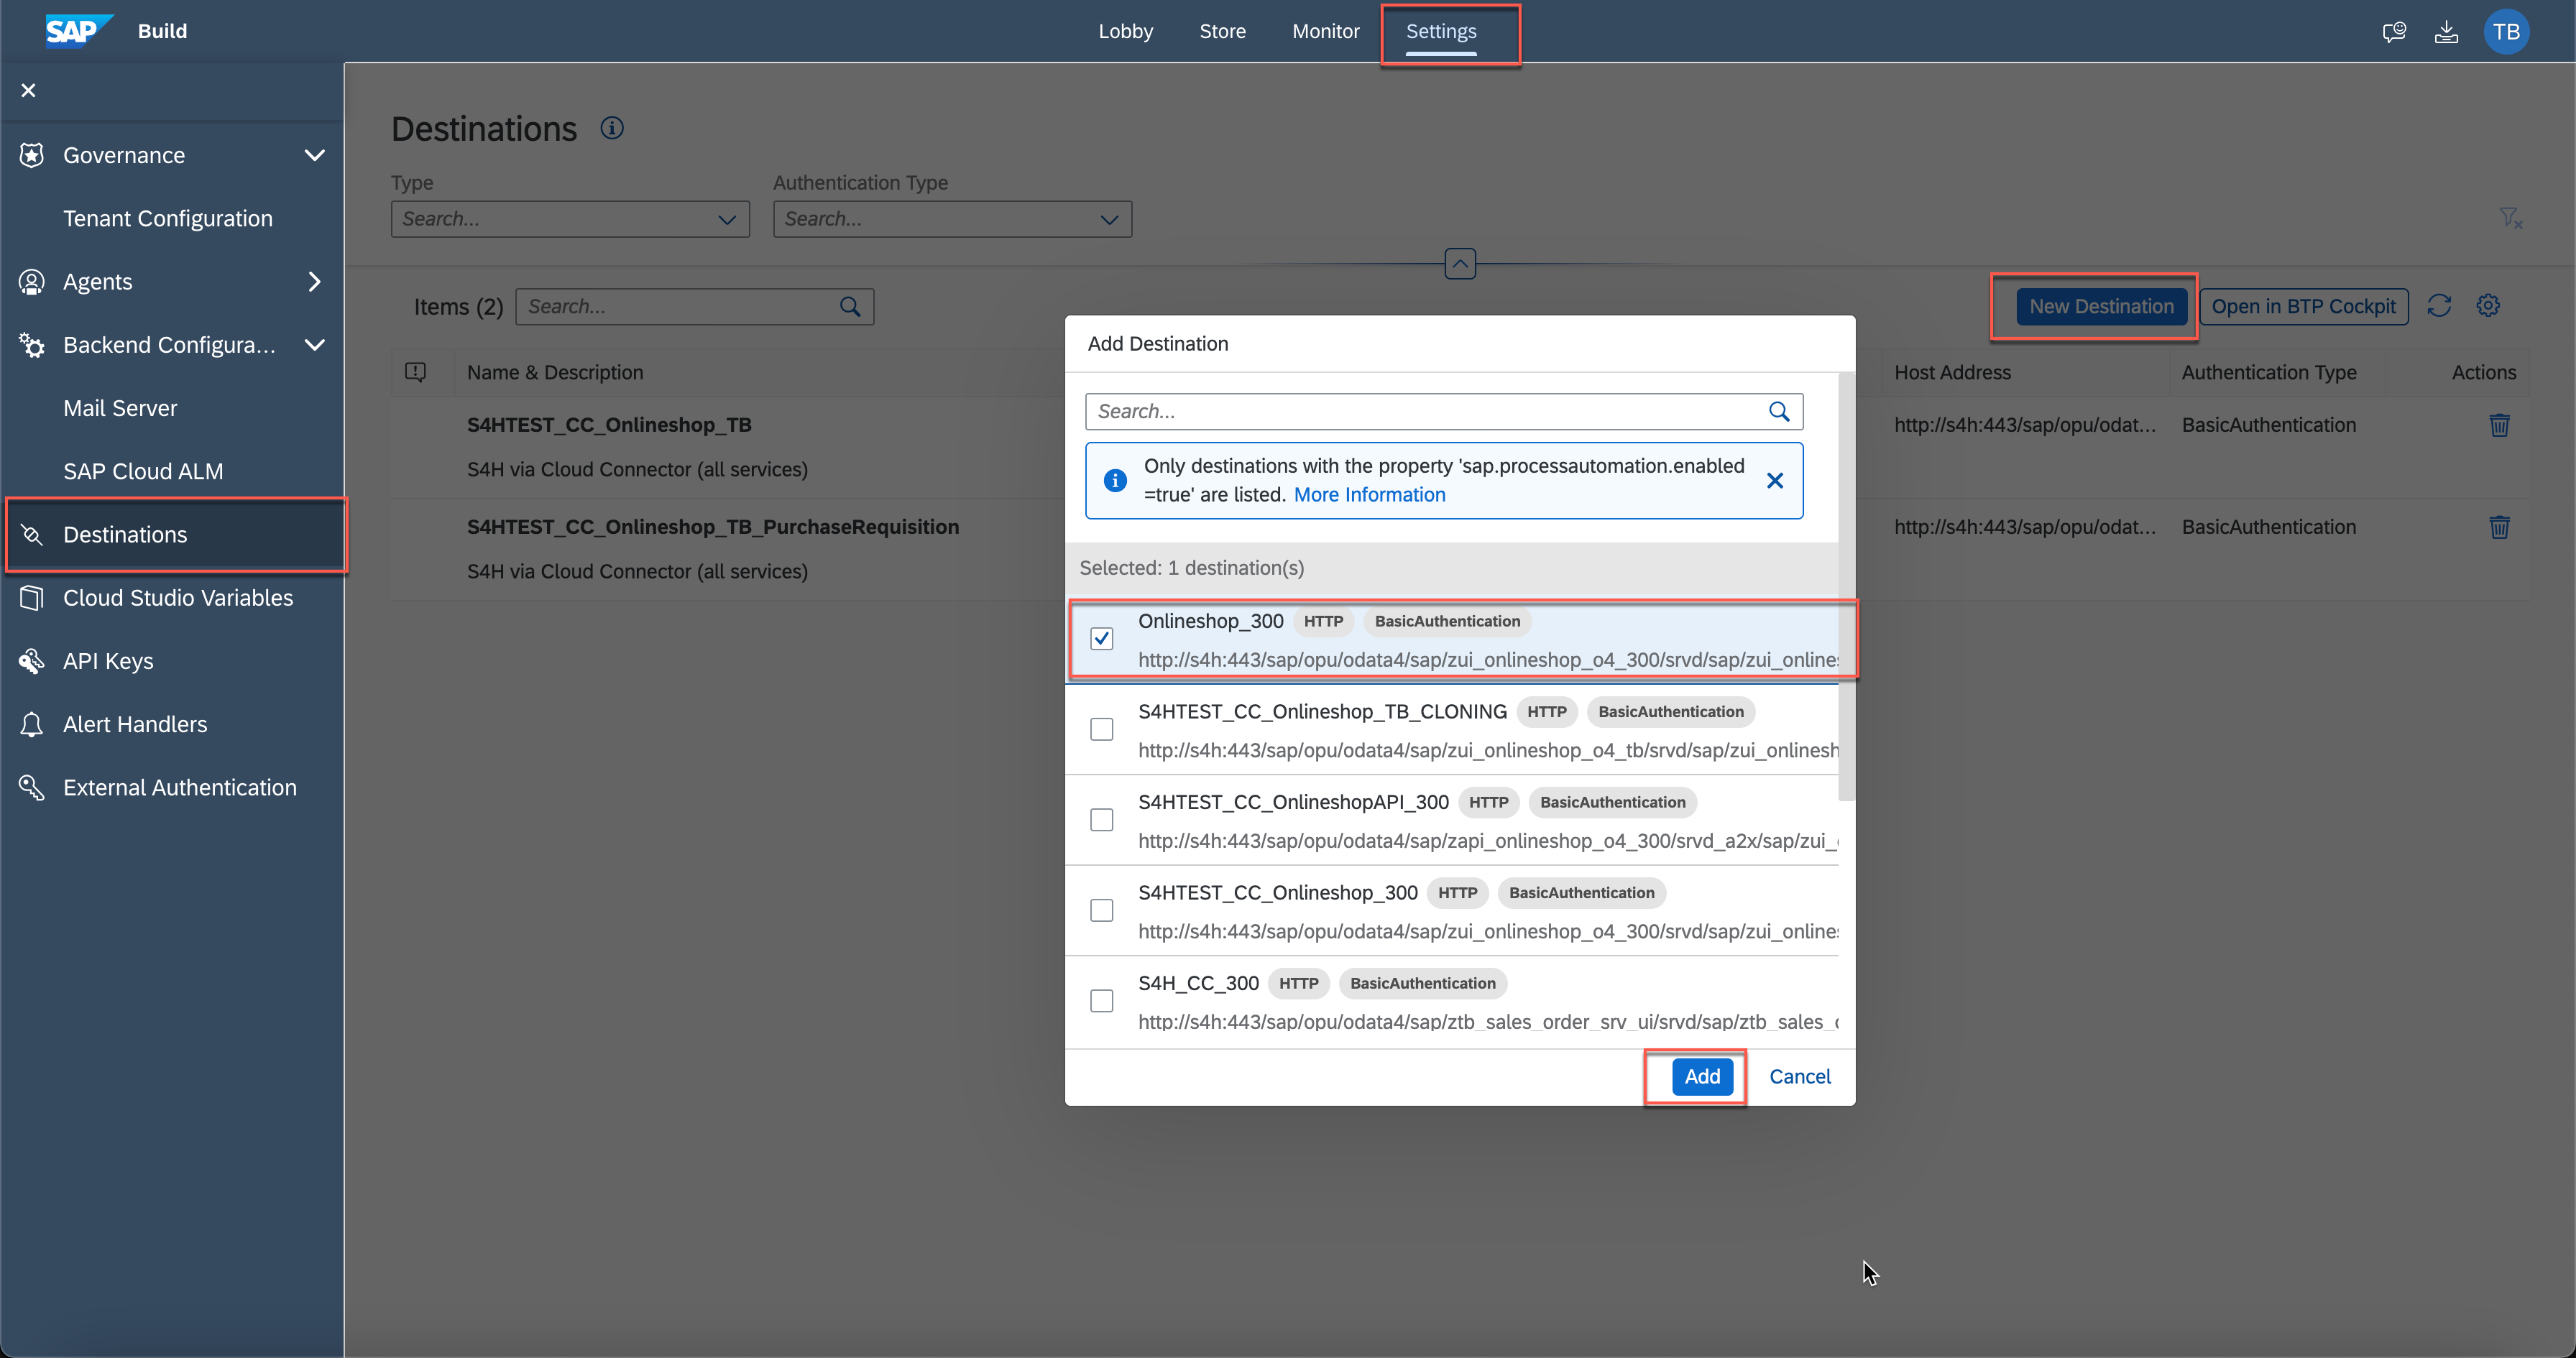 SAP Build
Lobby Store Monitor Settings
TB
Governance
Tenant Configuration
Agents
Backend Configura...
Mail Server
SAP Cloud ALM
Destinations
Cloud Studio Variables
API Keys
Alert Handlers
External Authentication
Destinations
Type
Authentication Type
Search...
Search...
Items (2)
Search...
New Destination
Open in BTP Cockpit
Name & Description
Host Address
Authentication Type
Actions
S4HTEST_CC_Onlineshop_TB
http://s4h:443/sap/opu/odat...
BasicAuthentication
S4H via Cloud Connector (all services)
S4HTEST_CC_Onlineshop_TB_PurchaseRequisition
http://s4h:443/sap/opu/odat...
BasicAuthentication
S4H via Cloud Connector (all services)
Add Destination
Search...
Only destinations with the property 'sap.processautomation.enabled
=true' are listed. More Information
Selected: 1 destination(s)
Onlineshop_300 HTTP BasicAuthentication
http://s4h:443/sap/opu/odata4/sap/zui_onlineshop_o4_300/srvd/sap/zui_onlines
S4HTEST_CC_Onlineshop_TB_CLONING HTTP BasicAuthentication
http://s4h:443/sap/opu/odata4/sap/zui_onlineshop_o4_tb/srvd/sap/zui_onlinesh
S4HTEST_CC_OnlineshopAPI_300 HTTP BasicAuthentication
http://s4h:443/sap/opu/odata4/sap/zapi_onlineshop_o4_300/srvd_a2x/sap/zui_
S4HTEST_CC_Onlineshop_300 HTTP BasicAuthentication
http://s4h:443/sap/opu/odata4/sap/zui_onlineshop_o4_300/srvd/sap/zui_onlines
S4H_CC_300 HTTP BasicAuthentication
http://s4h:443/sap/opu/odata4/sap/ztb_sales_order_srv_ui/srvd/sap/ztb_sales_
Add
Cancel